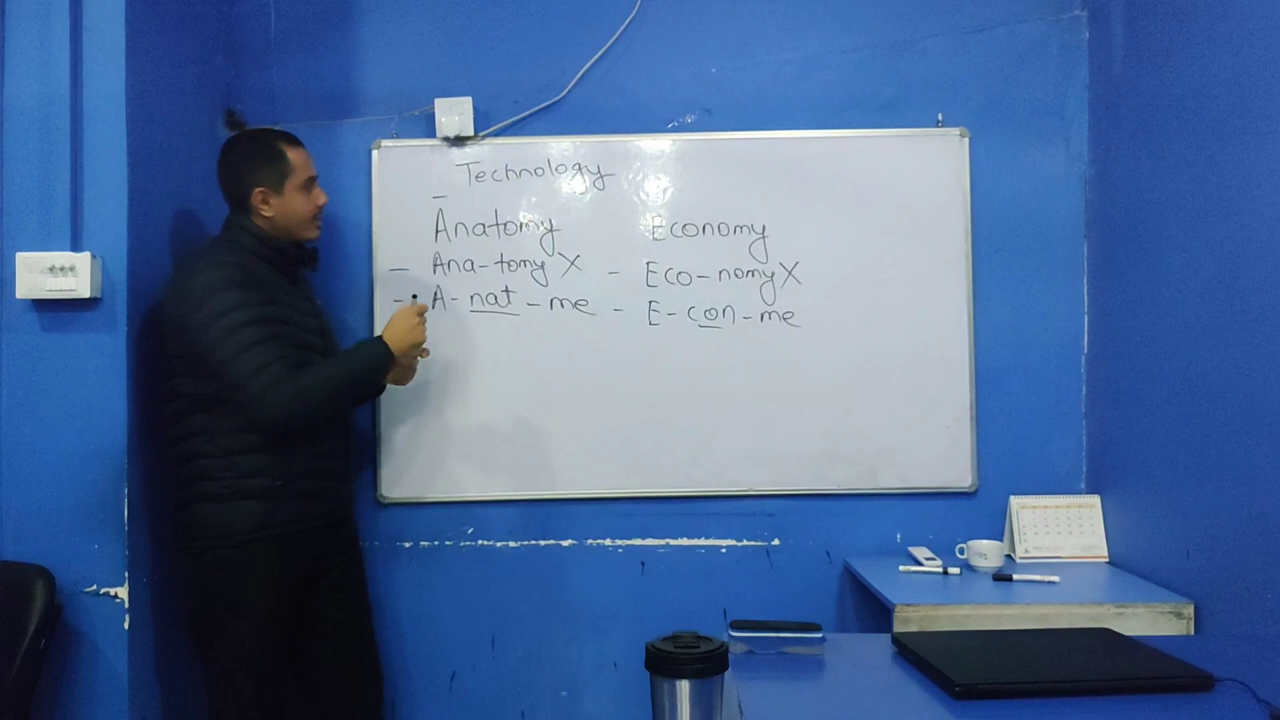 Technology
-
Anatomy Economy
- Ana-tomy X - Eco-nomy X
- A-nat-me - E-con-me